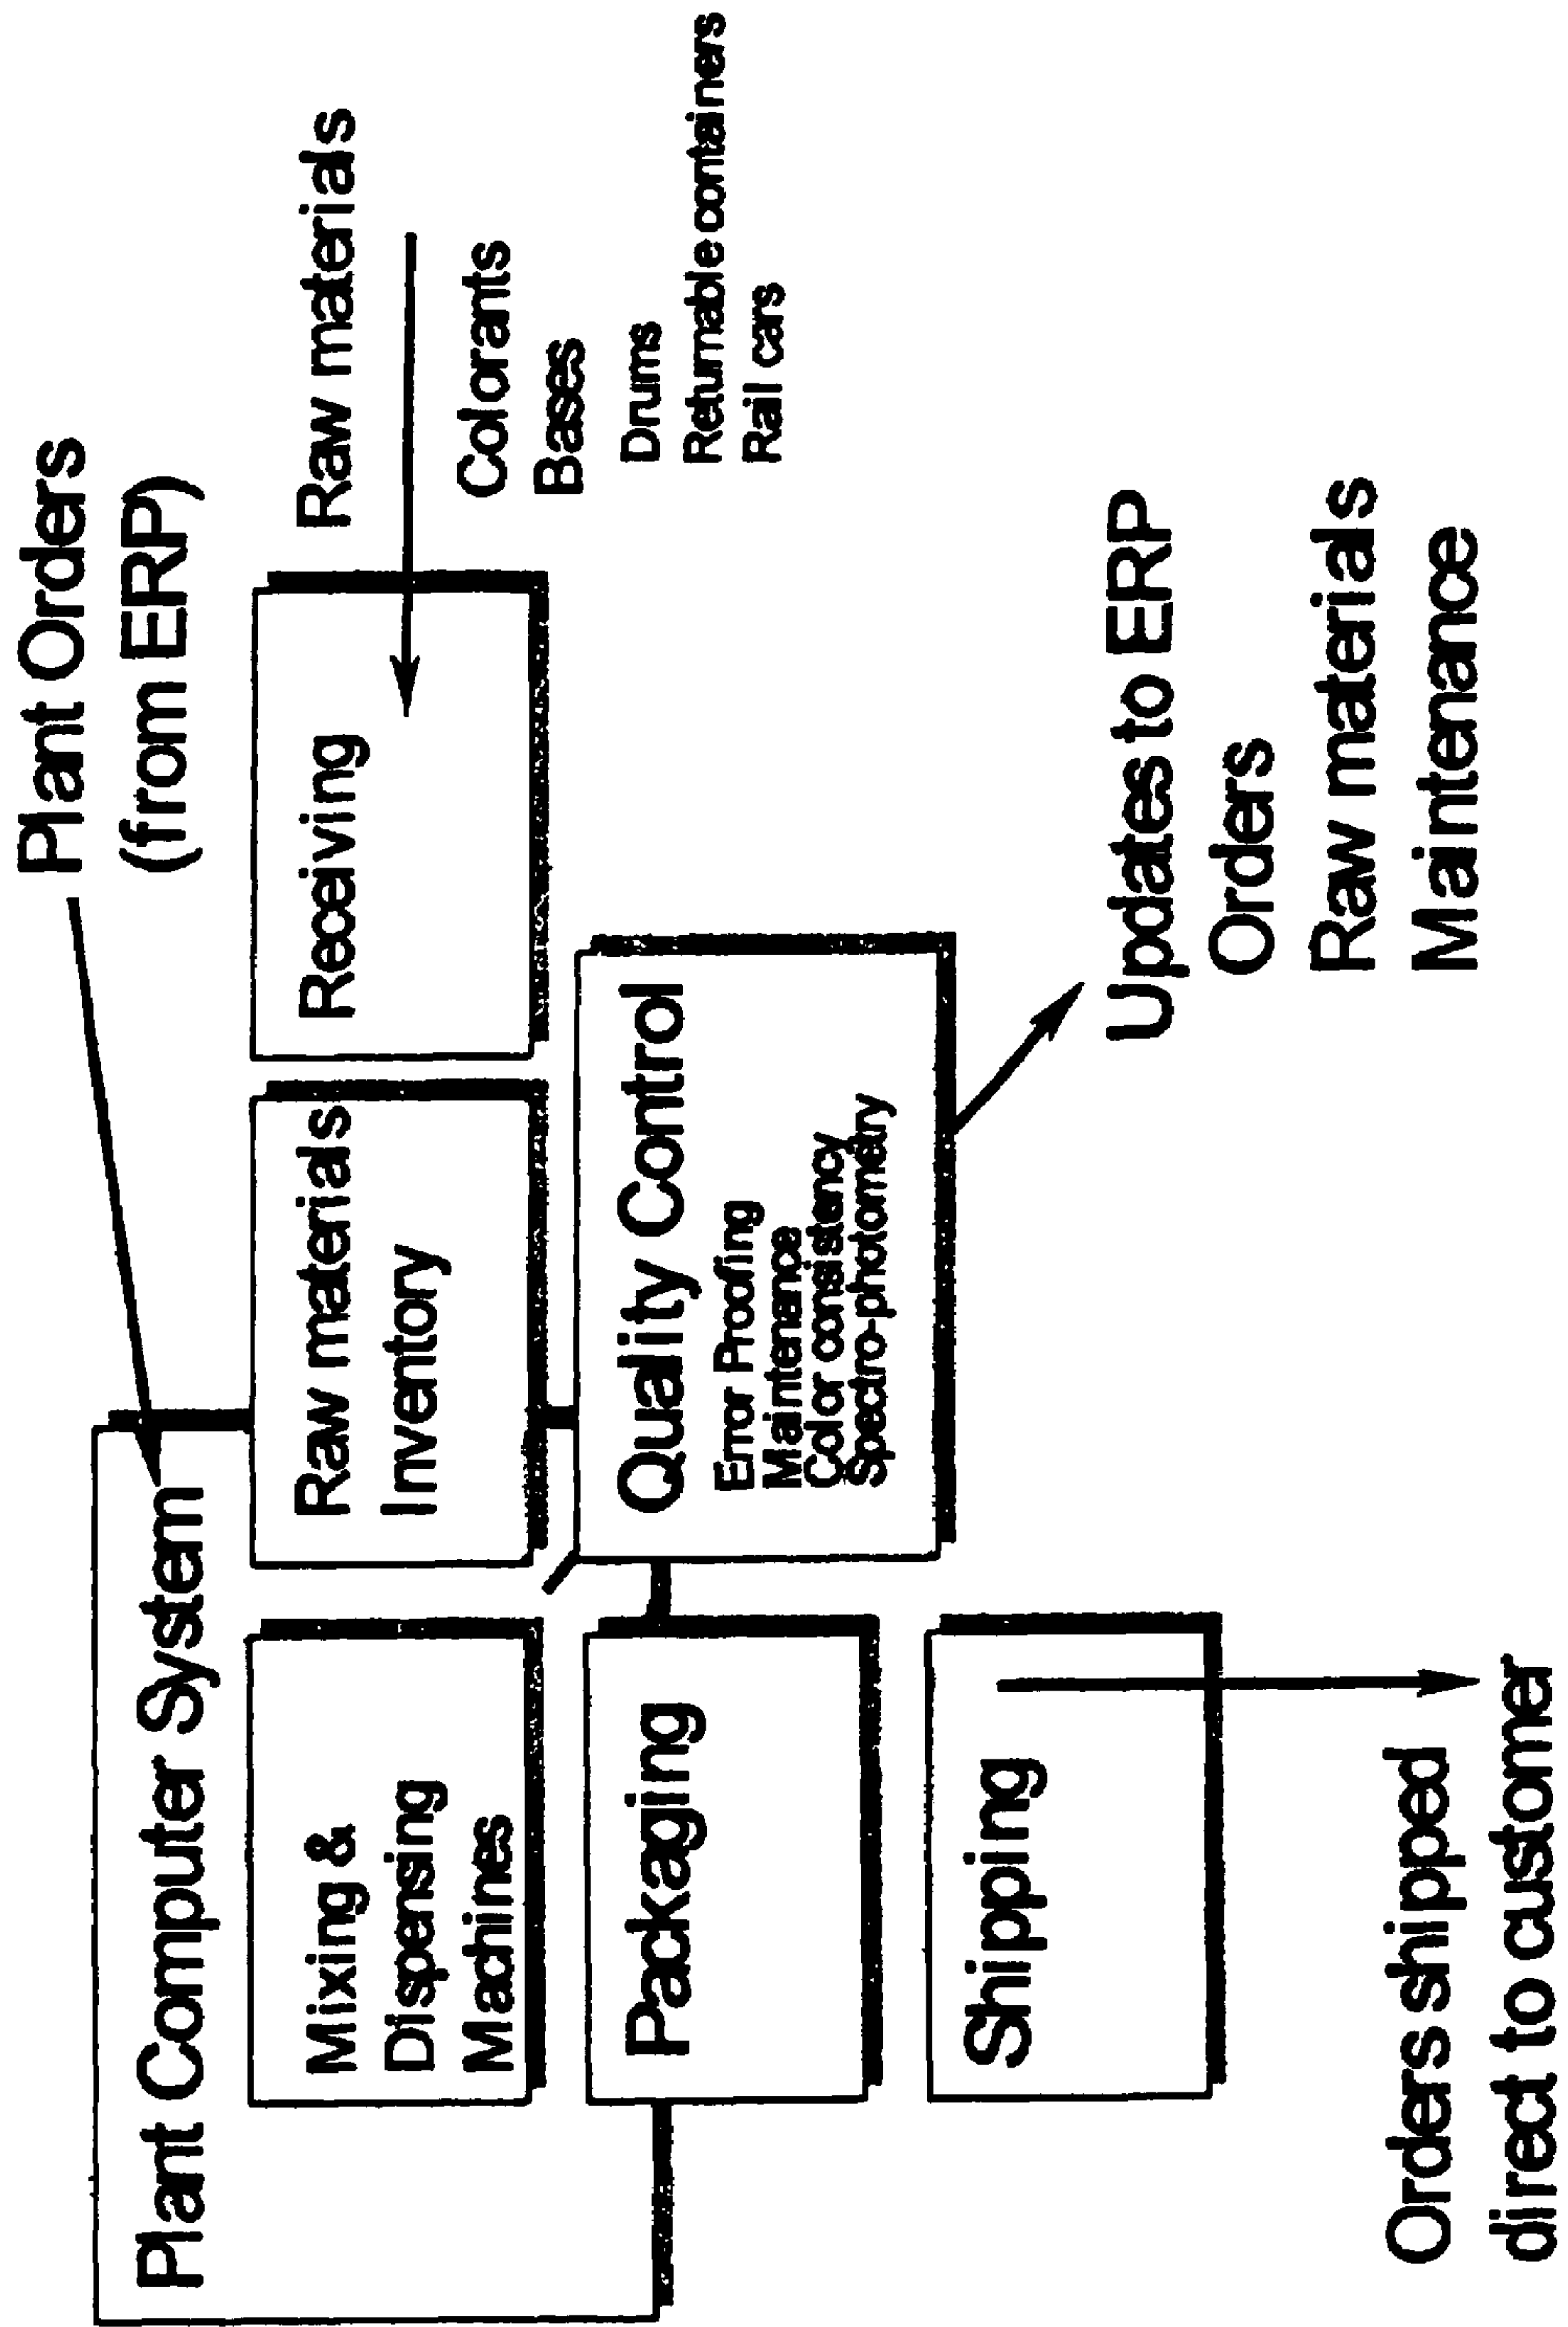 Plant Orders
(from ERP)
Plant Computer System
Mixing &
Dispensing
Machines
Raw materials
Inventory
Receiving
Raw materials
Colorants
Bases
Drums
Returnable containers
Rail cars
Packaging
Quality Control
Error Proofing
Maintenance
Color consistency
Spectro-photometry
Shipping
Updates to ERP
Orders
Raw materials
Maintenance
Orders shipped
direct to customer